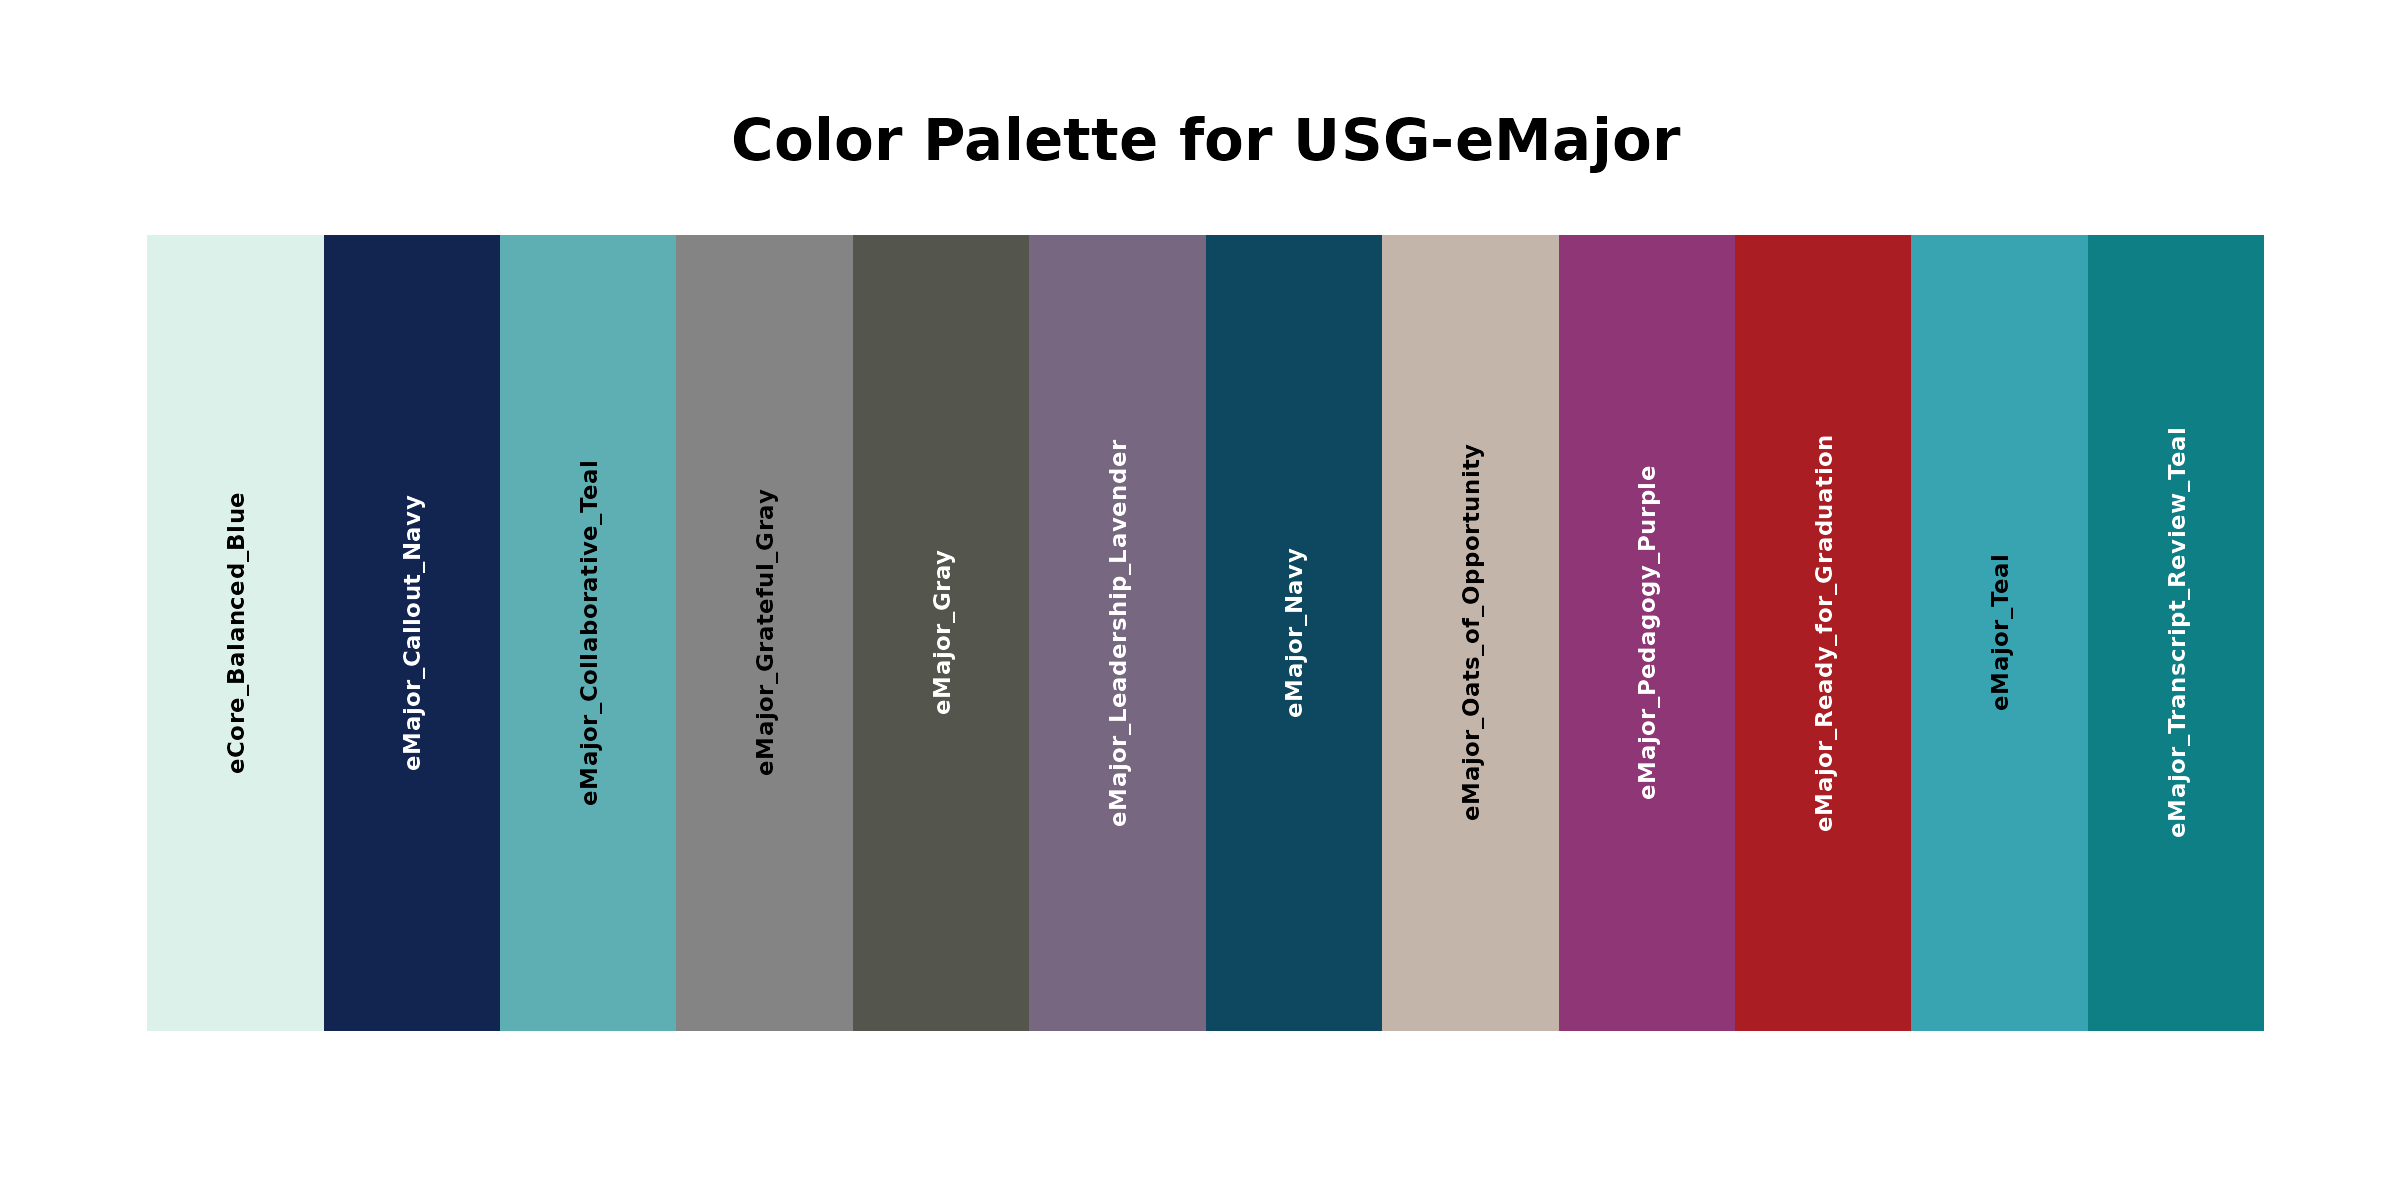 Color Palette for USG-eMajor
eCore_Balanced_Blue
eMajor_Callout_Navy
eMajor_Collaborative_Teal
eMajor_Grateful_Gray
eMajor_Gray
eMajor_Leadership_Lavender
eMajor_Navy
eMajor_Oats_of_Opportunity
eMajor_Pedagogy_Purple
eMajor_Ready_for_Graduation
eMajor_Teal
eMajor_Transcript_Review_Teal